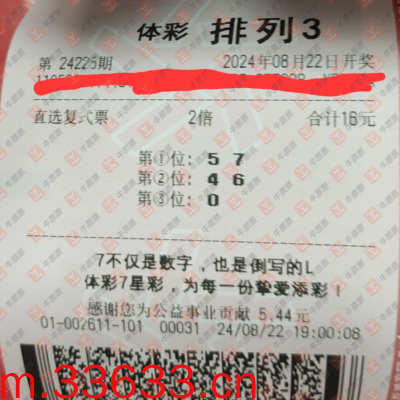 体彩 排列3
第 24225期 2024年08月22日开奖
直选复式票 2倍 合计16元
第①位: 5 7
第②位: 4 6
第③位: 0
7不仅是数字，也是倒写的L
体彩7星彩，为每一份挚爱添彩！
感谢您为公益事业贡献 5.44元
01-002611-101 00031 24/08/22 19:00:08
m.33633.cn